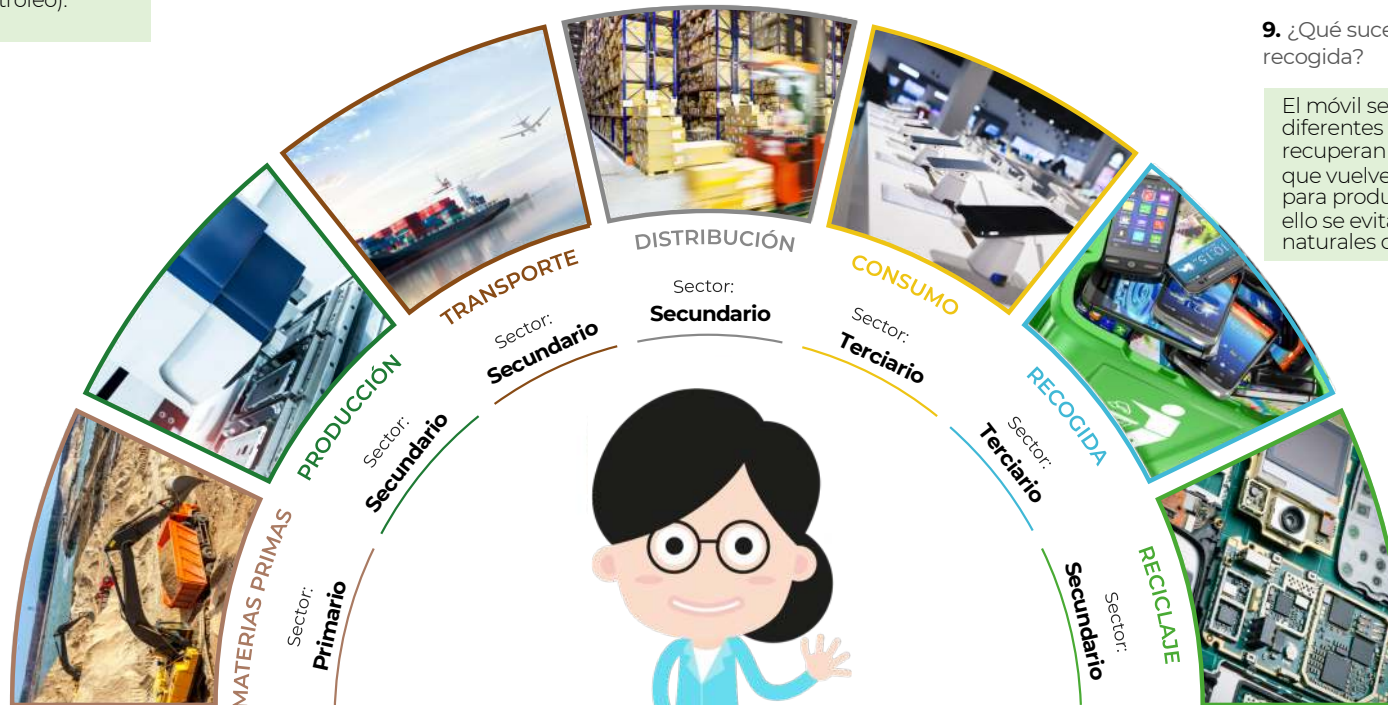 tróleo).
9. ¿Qué suce
recogida?
El móvil se
diferentes
recuperan
que vuelve
para produ
ello se evita
naturales
MATERIAS PRIMAS
Sector:
Primario
PRODUCCIÓN
Sector:
Secundario
TRANSPORTE
Sector:
Secundario
DISTRIBUCIÓN
Sector:
Secundario
CONSUMO
Sector:
Terciario
RECOGIDA
Sector:
Terciario
RECICLAJE
Sector:
Secundario